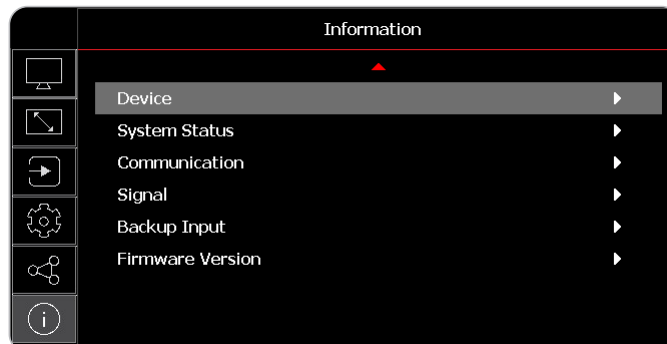 Information
Device
System Status
Communication
Signal
Backup Input
Firmware Version